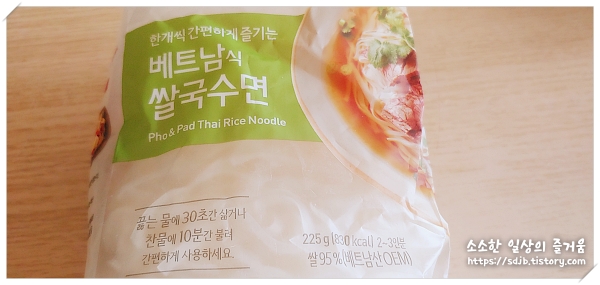 한개씩 간편하게 즐기는
베트남식
쌀국수면
Pho & Pad Thai Rice Noodle
끓는 물에 30초간 삶거나
찬물에 10분간 불려
간편하게 사용하세요.
225 g (830 kcal) 2~3인분
쌀 95 % (베트남산 OEM)
소소한 일상의 즐거움
https://sdib.tistory.com